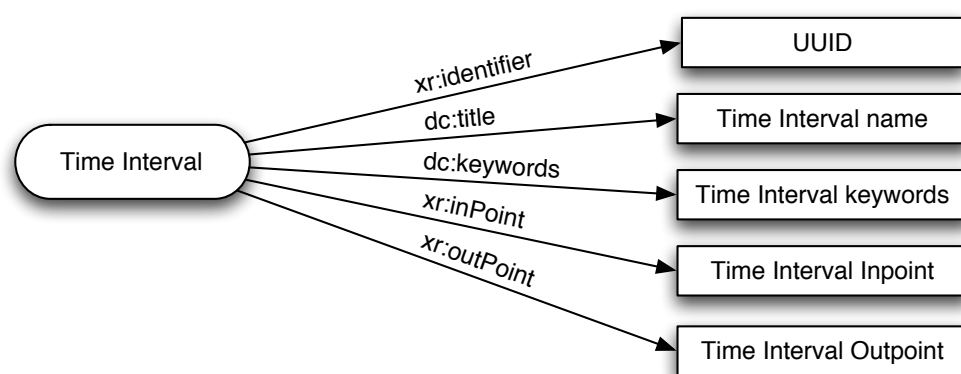 xr:identifier
UUID
dc:title
Time Interval name
Time Interval
dc:keywords
Time Interval keywords
xr:inPoint
Time Interval Inpoint
xr:outPoint
Time Interval Outpoint